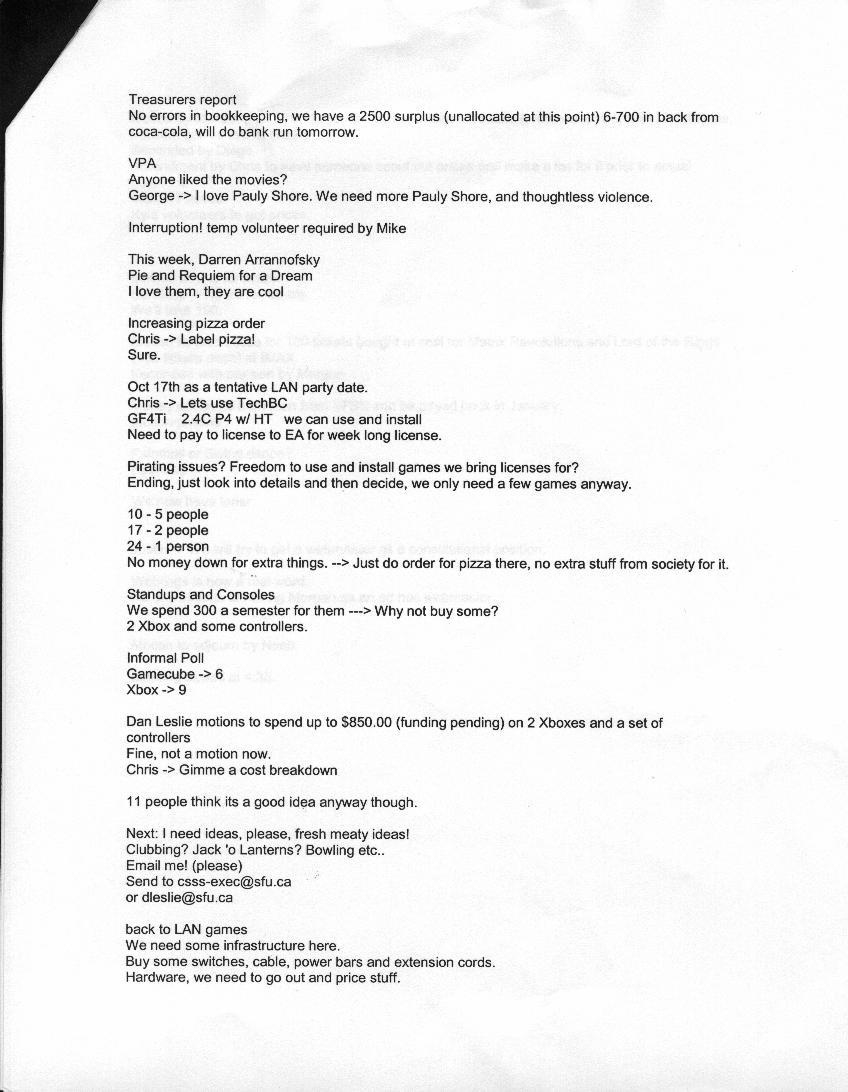 Treasurers report
No errors in bookkeeping, we have a 2500 surplus (unallocated at this point) 6-700 in back from
coca-cola, will do bank run tomorrow.
VPA
Anyone liked the movies?
George -> I love Pauly Shore. We need more Pauly Shore, and thoughtless violence.
Interruption! temp volunteer required by Mike
This week, Darren Arrannofsky
Pie and Requiem for a Dream
I love them, they are cool
Increasing pizza order
Chris -> Label pizza!
Sure.
Oct 17th as a tentative LAN party date.
Chris -> Lets use TechBC
GF4Ti 2.4C P4 w/ HT we can use and install
Need to pay to license to EA for week long license.
Pirating issues? Freedom to use and install games we bring licenses for?
Ending, just look into details and then decide, we only need a few games anyway.
10 - 5 people
17 - 2 people
24 - 1 person
No money down for extra things. --> Just do order for pizza there, no extra stuff from society for it.
Standups and Consoles
We spend 300 a semester for them ---> Why not buy some?
2 Xbox and some controllers.
Informal Poll
Gamecube -> 6
Xbox -> 9
Dan Leslie motions to spend up to $850.00 (funding pending) on 2 Xboxes and a set of
controllers
Fine, not a motion now.
Chris -> Gimme a cost breakdown
11 people think its a good idea anyway though.
Next: I need ideas, please, fresh meaty ideas!
Clubbing? Jack 'o Lanterns? Bowling etc..
Email me! (please)
Send to csss-exec@sfu.ca
or dleslie@sfu.ca
back to LAN games
We need some infrastructure here.
Buy some switches, cable, power bars and extension cords.
Hardware, we need to go out and price stuff.